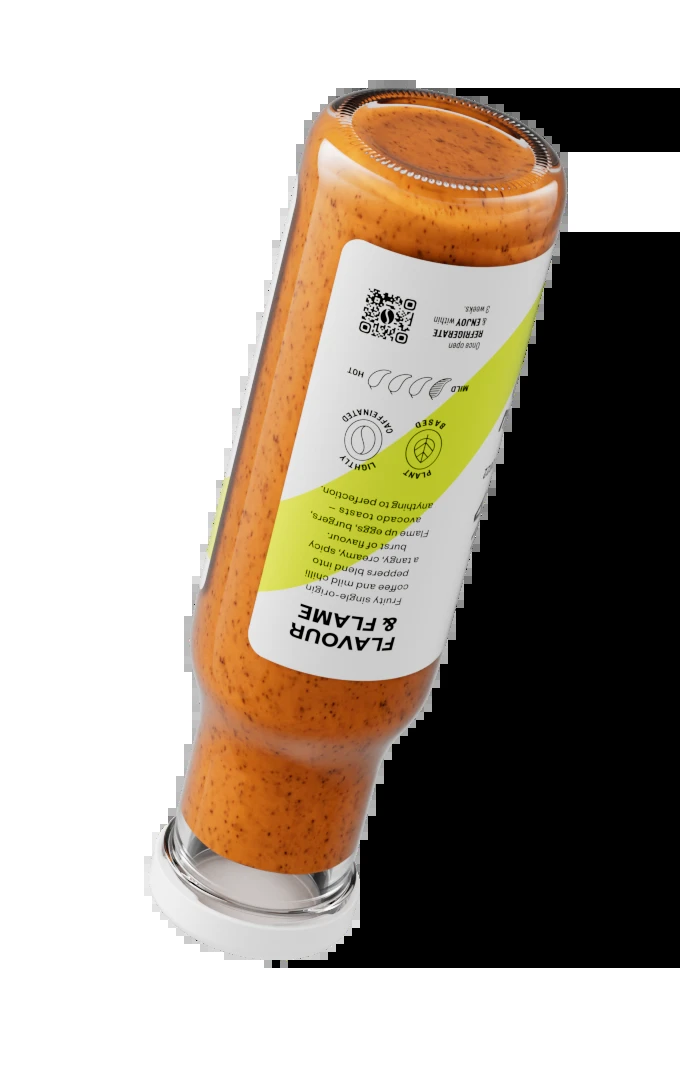 FLAVOUR
& FLAME
Fruity single-origin
coffee and mild chilli
peppers blend into
a tangy, creamy, spicy
burst of flavour.
Flame up eggs, burgers,
avocado toasts –
anything to perfection.
PLANT
BASED
LIGHTLY
CAFFEINATED
MILD
HOT
Once open
REFRIGERATE
& ENJOY within
3 weeks.